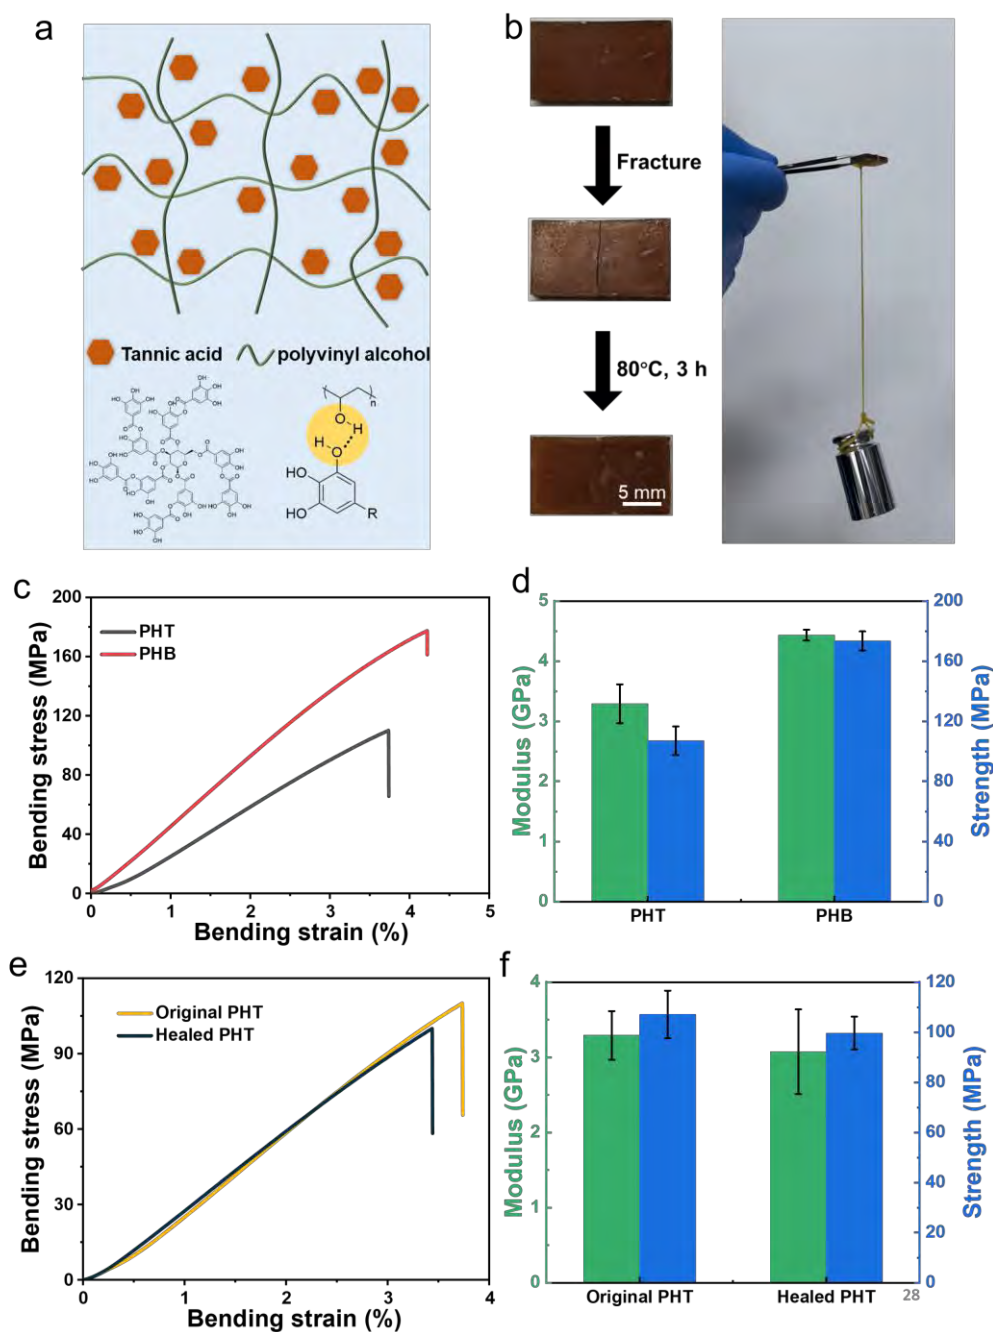 a
Tannic acid
polyvinyl alcohol
b
Fracture
80°C, 3 h
5 mm
c
Bending stress (MPa)
200
160
120
80
40
0
PHT
PHB
0 1 2 3 4 5
Bending strain (%)
d
Modulus (GPa)
5
4
3
2
1
0
200
160
120
80
40
0
Strength (MPa)
PHT PHB
e
Bending stress (MPa)
120
90
60
30
0
Original PHT
Healed PHT
0 1 2 3 4
Bending strain (%)
f
Modulus (GPa)
4
3
2
1
0
120
100
80
60
40
20
0
Strength (MPa)
Original PHT Healed PHT
28